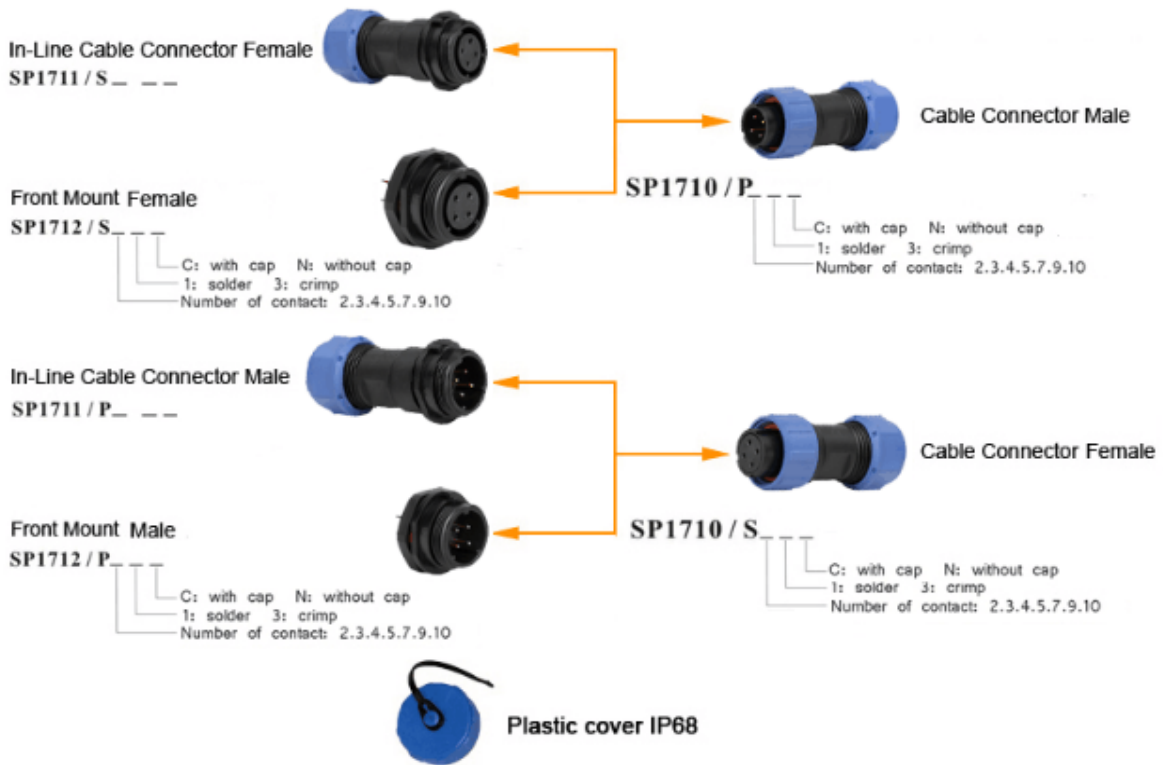 In-Line Cable Connector Female
SP1711 / S_ _ _
Cable Connector Male
Front Mount Female
SP1712 / S_ _ _
C: with cap N: without cap
1: solder 3: crimp
Number of contact: 2.3.4.5.7.9.10
SP1710 / P_ _ _
C: with cap N: without cap
1: solder 3: crimp
Number of contact: 2.3.4.5.7.9.10
In-Line Cable Connector Male
SP1711 / P_ _ _
Cable Connector Female
Front Mount Male
SP1712 / P_ _ _
C: with cap N: without cap
1: solder 3: crimp
Number of contact: 2.3.4.5.7.9.10
SP1710 / S_ _ _
C: with cap N: without cap
1: solder 3: crimp
Number of contact: 2.3.4.5.7.9.10
Plastic cover IP68